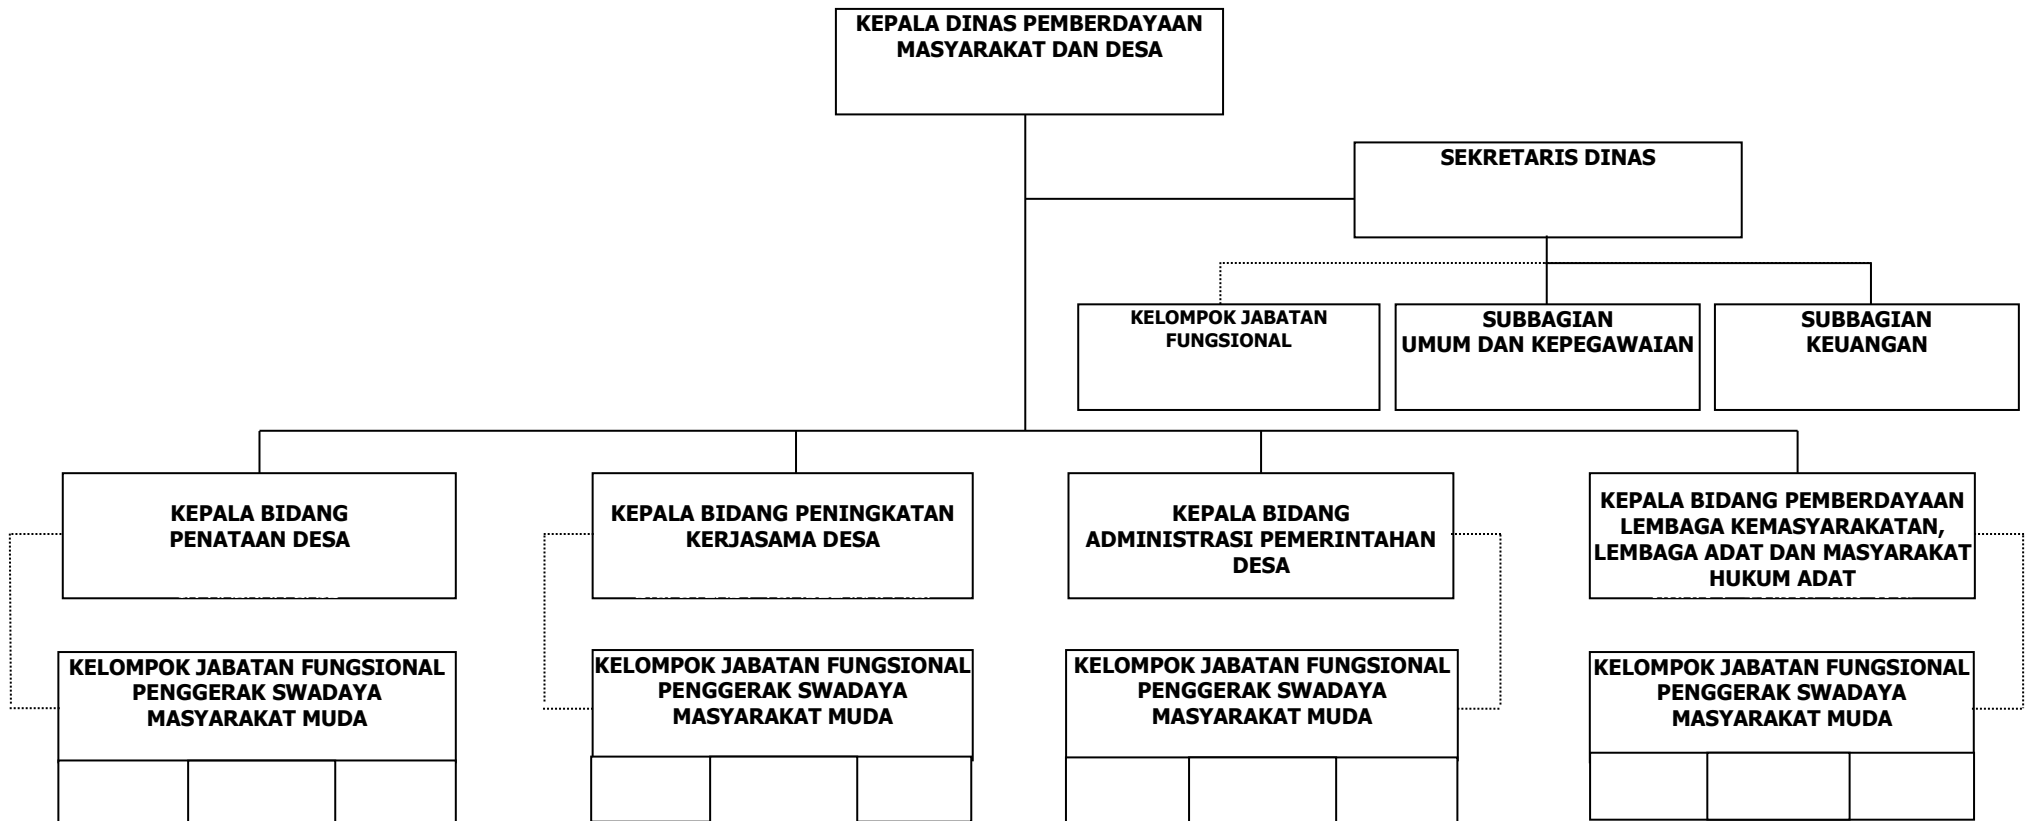 KEPALA DINAS PEMBERDAYAAN
MASYARAKAT DAN DESA
SEKRETARIS DINAS
KELOMPOK JABATAN
FUNGSIONAL
SUBBAGIAN
UMUM DAN KEPEGAWAIAN
SUBBAGIAN
KEUANGAN
KEPALA BIDANG
PENATAAN DESA
KEPALA BIDANG PENINGKATAN
KERJASAMA DESA
KEPALA BIDANG
ADMINISTRASI PEMERINTAHAN
DESA
KEPALA BIDANG PEMBERDAYAAN
LEMBAGA KEMASYARAKATAN,
LEMBAGA ADAT DAN MASYARAKAT
HUKUM ADAT
KELOMPOK JABATAN FUNGSIONAL
PENGGERAK SWADAYA
MASYARAKAT MUDA
KELOMPOK JABATAN FUNGSIONAL
PENGGERAK SWADAYA
MASYARAKAT MUDA
KELOMPOK JABATAN FUNGSIONAL
PENGGERAK SWADAYA
MASYARAKAT MUDA
KELOMPOK JABATAN FUNGSIONAL
PENGGERAK SWADAYA
MASYARAKAT MUDA